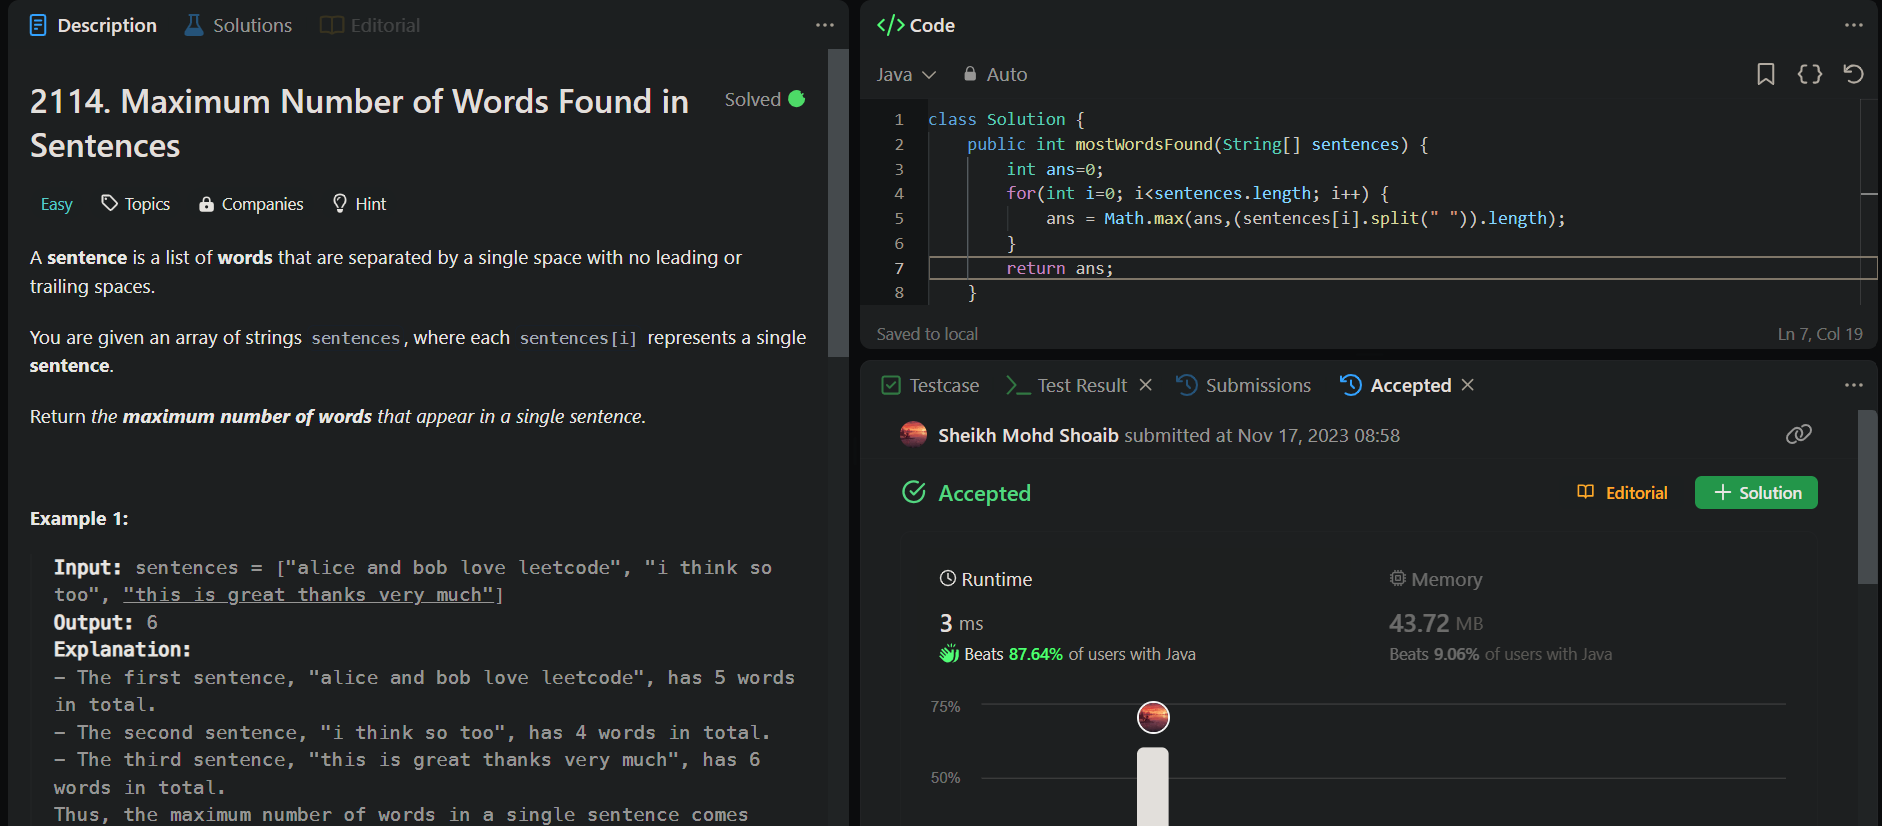 Description
Solutions
Editorial
...
2114. Maximum Number of Words Found in
Sentences
Solved
Easy
Topics
Companies
Hint
A sentence is a list of words that are separated by a single space with no leading or
trailing spaces.
You are given an array of strings sentences, where each sentences[i] represents a single
sentence.
Return the maximum number of words that appear in a single sentence.
Example 1:
Input: sentences = ["alice and bob love leetcode", "i think so
too", "this is great thanks very much"]
Output: 6
Explanation:
- The first sentence, "alice and bob love leetcode", has 5 words
in total.
- The second sentence, "i think so too", has 4 words in total.
- The third sentence, "this is great thanks very much", has 6
words in total.
Thus, the maximum number of words in a single sentence comes
</> Code
...
Java
Auto
{}
1 class Solution {
2 public int mostWordsFound(String[] sentences) {
3 int ans=0;
4 for(int i=0; i<sentences.length; i++) {
5 ans = Math.max(ans,(sentences[i].split(" ")).length);
6 }
7 return ans;
8 }
Saved to local
Ln 7, Col 19
Testcase
Test Result
Submissions
Accepted
...
Sheikh Mohd Shoaib submitted at Nov 17, 2023 08:58
Accepted
Editorial
+ Solution
Runtime
3 ms
Beats 87.64% of users with Java
Memory
43.72 MB
Beats 9.06% of users with Java
75%
50%